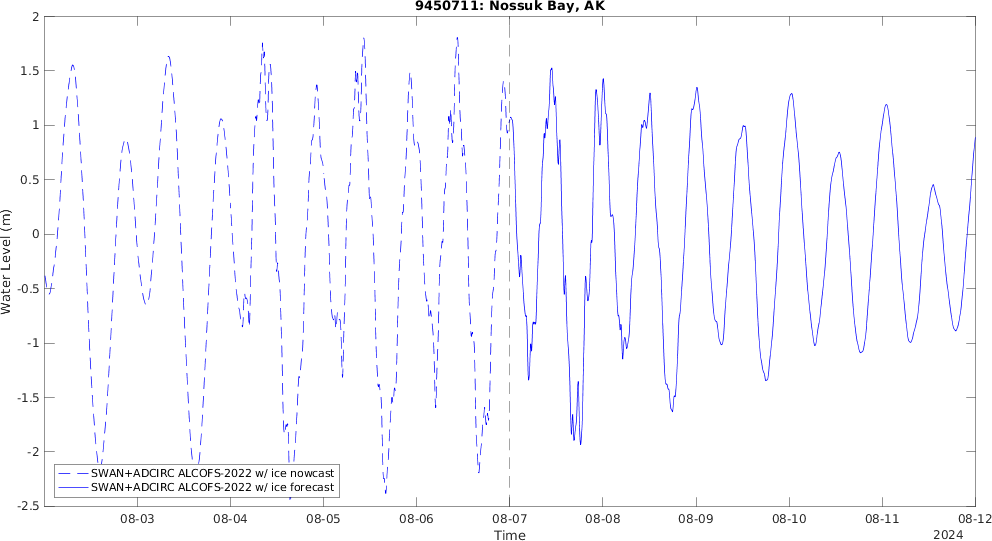 9450711: Nossuk Bay, AK
2
1.5
1
0.5
0
-0.5
-1
-1.5
-2
-2.5
Water Level (m)
SWAN+ADCIRC ALCOFS-2022 w/ ice nowcast
SWAN+ADCIRC ALCOFS-2022 w/ ice forecast
08-03 08-04 08-05 08-06 08-07 08-08 08-09 08-10 08-11 08-12
Time
2024